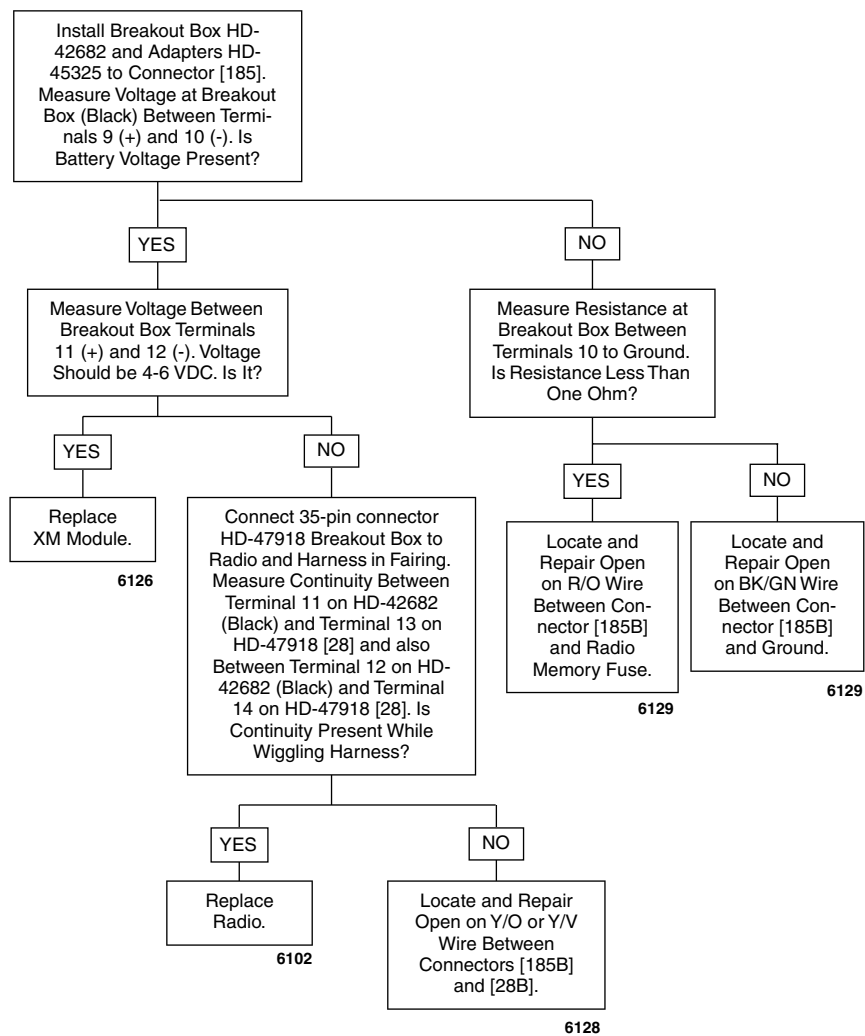 Install Breakout Box HD-
42682 and Adapters HD-
45325 to Connector [185].
Measure Voltage at Breakout
Box (Black) Between Termi-
nals 9 (+) and 10 (-). Is
Battery Voltage Present?
YES
NO
Measure Voltage Between
Breakout Box Terminals
11 (+) and 12 (-). Voltage
Should be 4-6 VDC. Is It?
Measure Resistance at
Breakout Box Between
Terminals 10 to Ground.
Is Resistance Less Than
One Ohm?
YES
NO
YES
NO
Replace
XM Module.
6126
Connect 35-pin connector
HD-47918 Breakout Box to
Radio and Harness in Fairing.
Measure Continuity Between
Terminal 11 on HD-42682
(Black) and Terminal 13 on
HD-47918 [28] and also
Between Terminal 12 on HD-
42682 (Black) and Terminal
14 on HD-47918 [28]. Is
Continuity Present While
Wiggling Harness?
Locate and
Repair Open
on R/O Wire
Between Con-
nector [185B]
and Radio
Memory Fuse.
6129
Locate and
Repair Open
on BK/GN Wire
Between Con-
nector [185B]
and Ground.
6129
YES
NO
Replace
Radio.
6102
Locate and Repair
Open on Y/O or Y/V
Wire Between
Connectors [185B]
and [28B].
6128